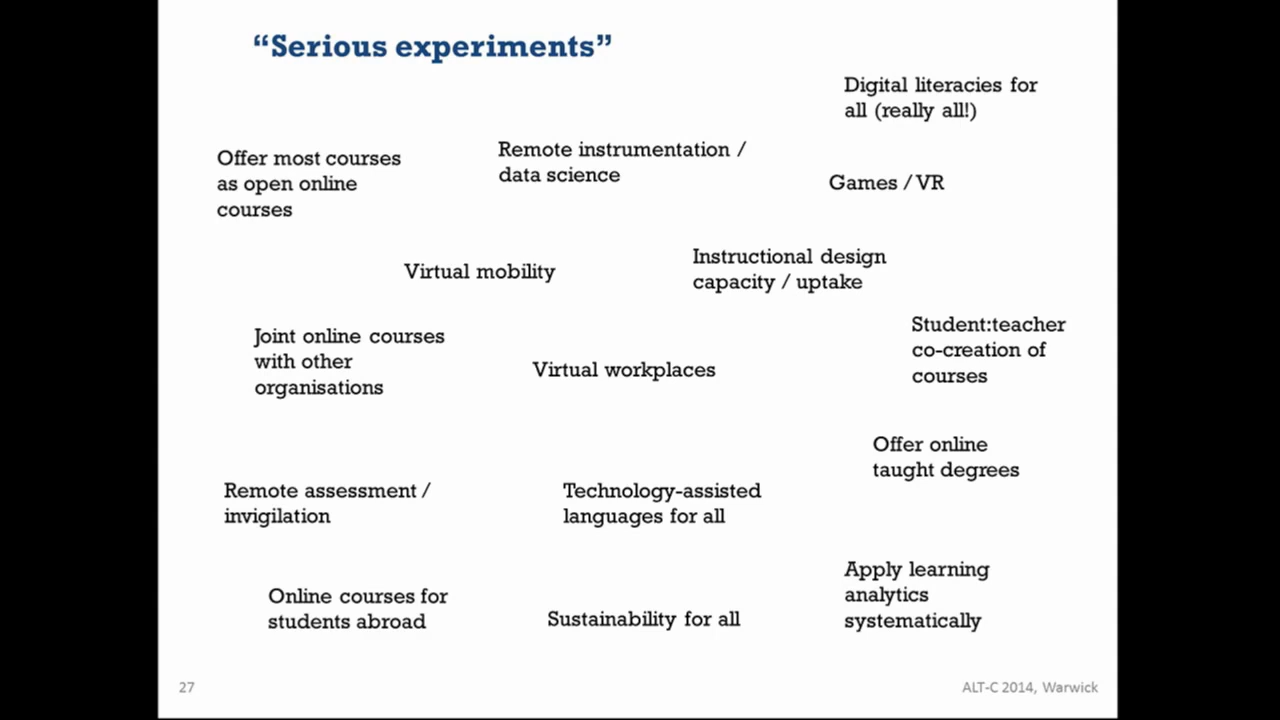 “Serious experiments”
Digital literacies for
all (really all!)
Offer most courses
as open online
courses
Remote instrumentation /
data science
Games / VR
Virtual mobility
Instructional design
capacity / uptake
Joint online courses
with other
organisations
Virtual workplaces
Student:teacher
co-creation of
courses
Offer online
taught degrees
Remote assessment /
invigilation
Technology-assisted
languages for all
Online courses for
students abroad
Sustainability for all
Apply learning
analytics
systematically
27
ALT-C 2014, Warwick